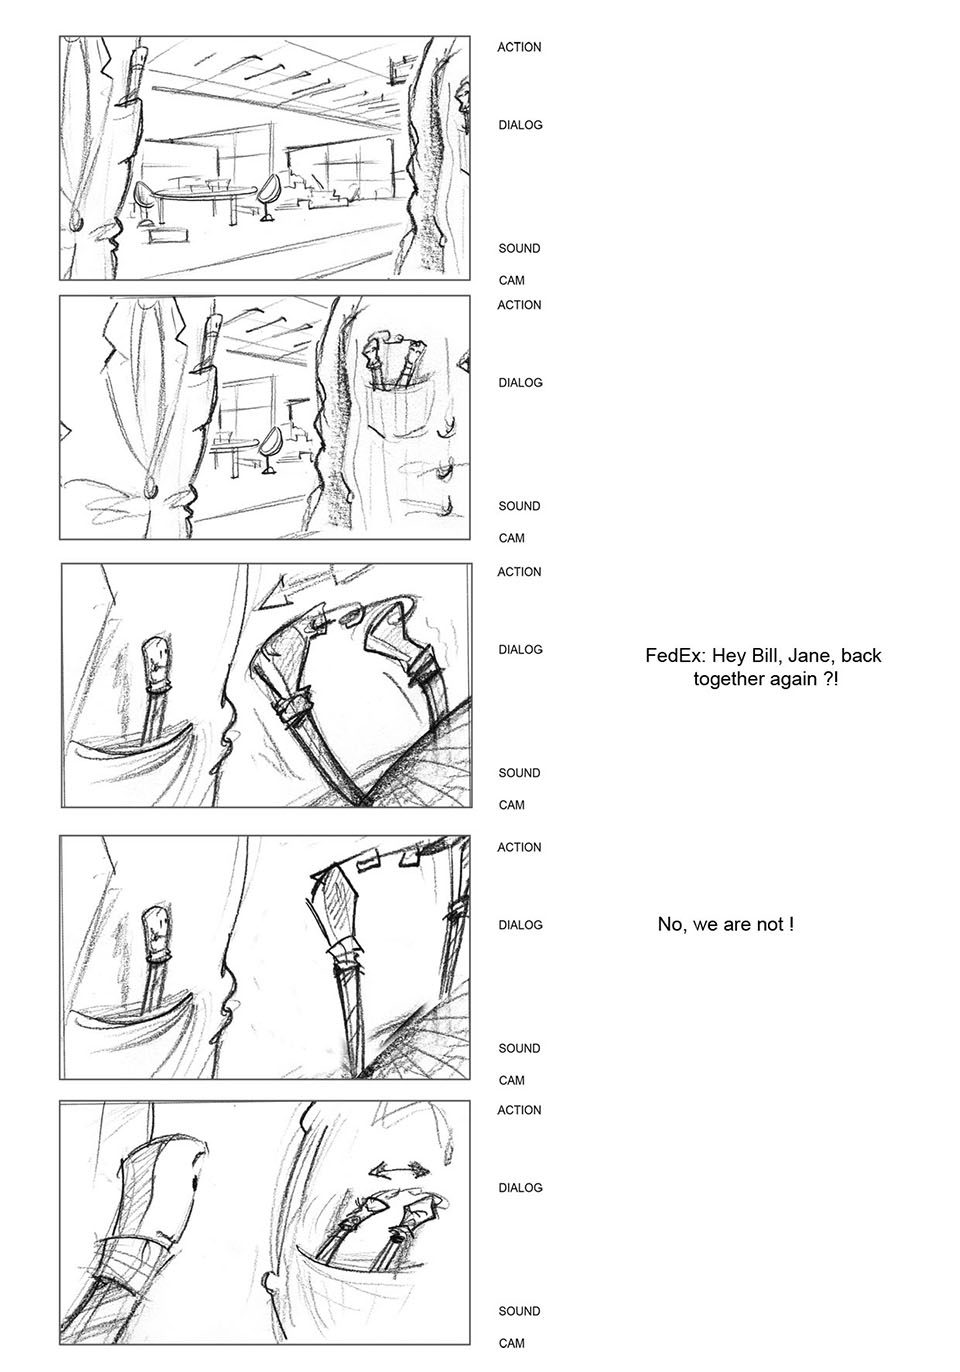 ACTION
DIALOG
SOUND
CAM
ACTION
DIALOG
SOUND
CAM
ACTION
DIALOG
FedEx: Hey Bill, Jane, back
together again ?!
SOUND
CAM
ACTION
DIALOG
No, we are not !
SOUND
CAM
ACTION
DIALOG
SOUND
CAM